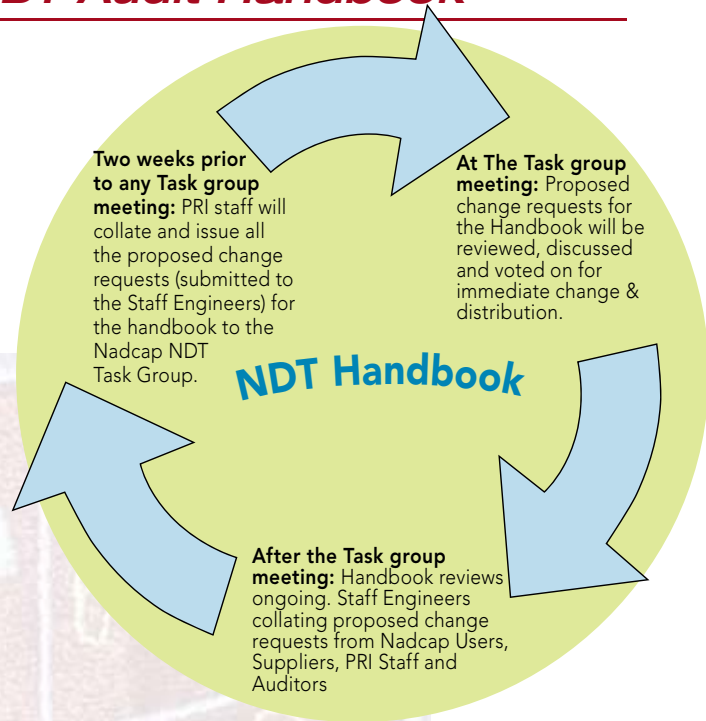 Audit Handbook
Two weeks prior
to any Task group
meeting: PRI staff will
collate and issue all
the proposed change
requests (submitted to
the Staff Engineers) for
the handbook to the
Nadcap NDT
Task Group.
At The Task group
meeting: Proposed
change requests for
the Handbook will be
reviewed, discussed
and voted on for
immediate change &
distribution.
NDT Handbook
After the Task group
meeting: Handbook reviews
ongoing. Staff Engineers
collating proposed change
requests from Nadcap Users,
Suppliers, PRI Staff and
Auditors